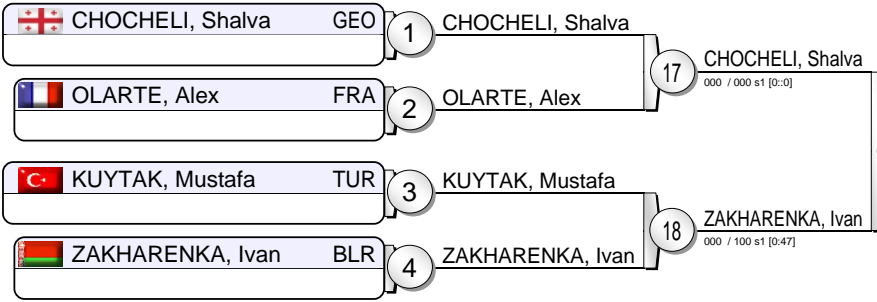 CHOCHELI, Shalva GEO
1
CHOCHELI, Shalva
17
CHOCHELI, Shalva
000 / 000 s1 [0::0]
OLARTE, Alex FRA
2
OLARTE, Alex
KUYTAK, Mustafa TUR
3
KUYTAK, Mustafa
18
ZAKHARENKA, Ivan
000 / 100 s1 [0:47]
ZAKHARENKA, Ivan BLR
4
ZAKHARENKA, Ivan